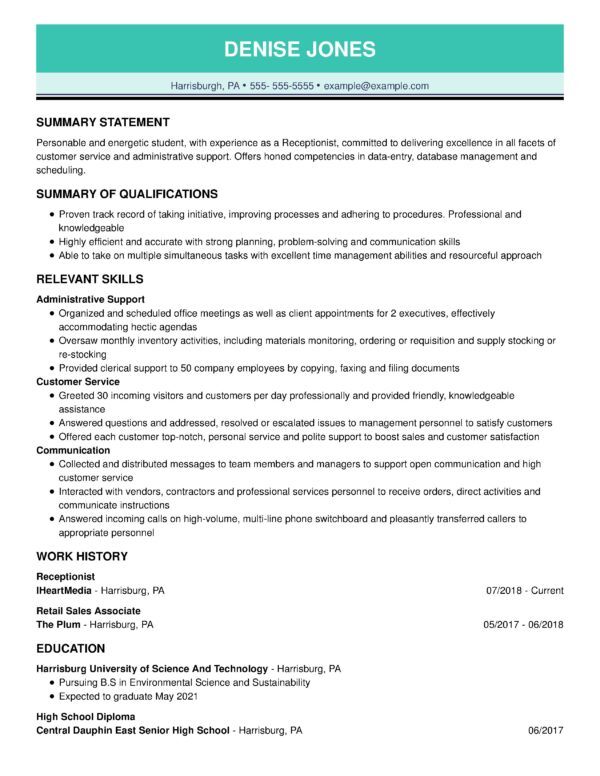 DENISE JONES
Harrisburgh, PA • 555- 555-5555 • example@example.com
SUMMARY STATEMENT
Personable and energetic student, with experience as a Receptionist, committed to delivering excellence in all facets of
customer service and administrative support. Offers honed competencies in data-entry, database management and
scheduling.
SUMMARY OF QUALIFICATIONS
• Proven track record of taking initiative, improving processes and adhering to procedures. Professional and
knowledgeable
• Highly efficient and accurate with strong planning, problem-solving and communication skills
• Able to take on multiple simultaneous tasks with excellent time management abilities and resourceful approach
RELEVANT SKILLS
Administrative Support
• Organized and scheduled office meetings as well as client appointments for 2 executives, effectively
accommodating hectic agendas
• Oversaw monthly inventory activities, including materials monitoring, ordering or requisition and supply stocking or
re-stocking
• Provided clerical support to 50 company employees by copying, faxing and filing documents
Customer Service
• Greeted 30 incoming visitors and customers per day professionally and provided friendly, knowledgeable
assistance
• Answered questions and addressed, resolved or escalated issues to management personnel to satisfy customers
• Offered each customer top-notch, personal service and polite support to boost sales and customer satisfaction
Communication
• Collected and distributed messages to team members and managers to support open communication and high
customer service
• Interacted with vendors, contractors and professional services personnel to receive orders, direct activities and
communicate instructions
• Answered incoming calls on high-volume, multi-line phone switchboard and pleasantly transferred callers to
appropriate personnel
WORK HISTORY
Receptionist
IHeartMedia - Harrisburg, PA 07/2018 - Current
Retail Sales Associate
The Plum - Harrisburg, PA 05/2017 - 06/2018
EDUCATION
Harrisburg University of Science And Technology - Harrisburg, PA
• Pursuing B.S in Environmental Science and Sustainability
• Expected to graduate May 2021
High School Diploma
Central Dauphin East Senior High School - Harrisburg, PA 06/2017